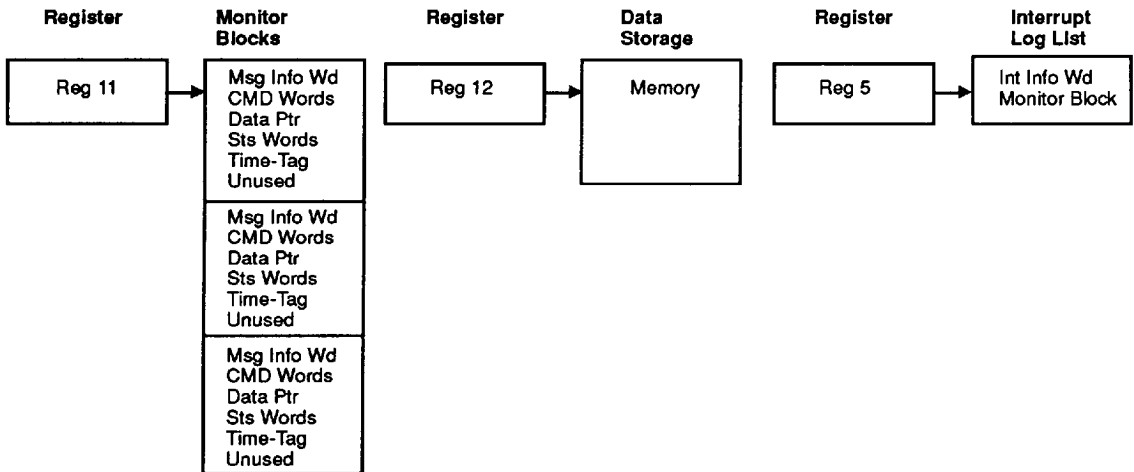 Register
Monitor
Blocks
Data
Storage
Register
Register
Interrupt
Log List
Reg 11
Msg Info Wd
CMD Words
Data Ptr
Sts Words
Time-Tag
Unused
Msg Info Wd
CMD Words
Data Ptr
Sts Words
Time-Tag
Unused
Msg Info Wd
CMD Words
Data Ptr
Sts Words
Time-Tag
Unused
Reg 12
Memory
Reg 5
Int Info Wd
Monitor Block